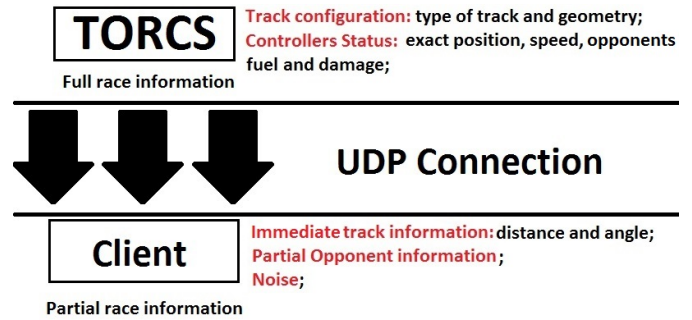 TORCS
Track configuration: type of track and geometry;
Controllers Status: exact position, speed, opponents
fuel and damage;
Full race information
UDP Connection
Client
Immediate track information: distance and angle;
Partial Opponent information;
Noise;
Partial race information